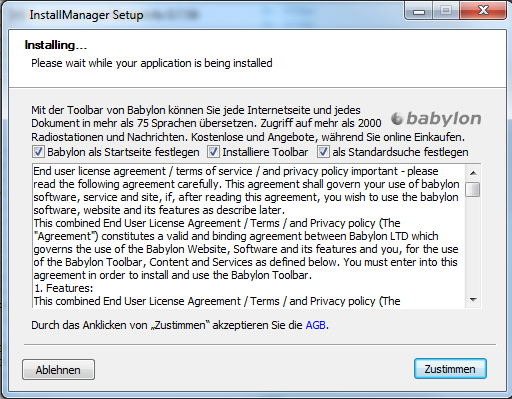 InstallManager Setup
Installing...
Please wait while your application is being installed
Mit der Toolbar von Babylon können Sie jede Internetseite und jedes
Dokument in mehr als 75 Sprachen übersetzen. Zugriff auf mehr als 2000
Radiostationen und Nachrichten. Kostenlose und Angebote, während Sie online Einkaufen.
babylon
Babylon als Startseite festlegen Installiere Toolbar als Standardsuche festlegen
End user license agreement / terms of service / and privacy policy important - please
read the following agreement carefully. This agreement shall govern your use of babylon
software, service and site, if, after reading this agreement, you wish to use the babylon
software, website and its features as describe later.
This combined End User License Agreement / Terms / and Privacy policy (The
"Agreement") constitutes a valid and binding agreement between Babylon LTD which
governs the use of the Babylon Website, Software and its features and you, for the use
of the Babylon Toolbar, Content and Services as defined below. You must enter into this
agreement in order to install and use the Babylon Toolbar.
1. Features:
This combined End User License Agreement / Terms / and Privacy policy (The
Durch das Anklicken von „Zustimmen“ akzeptieren Sie die AGB.
Ablehnen
Zustimmen